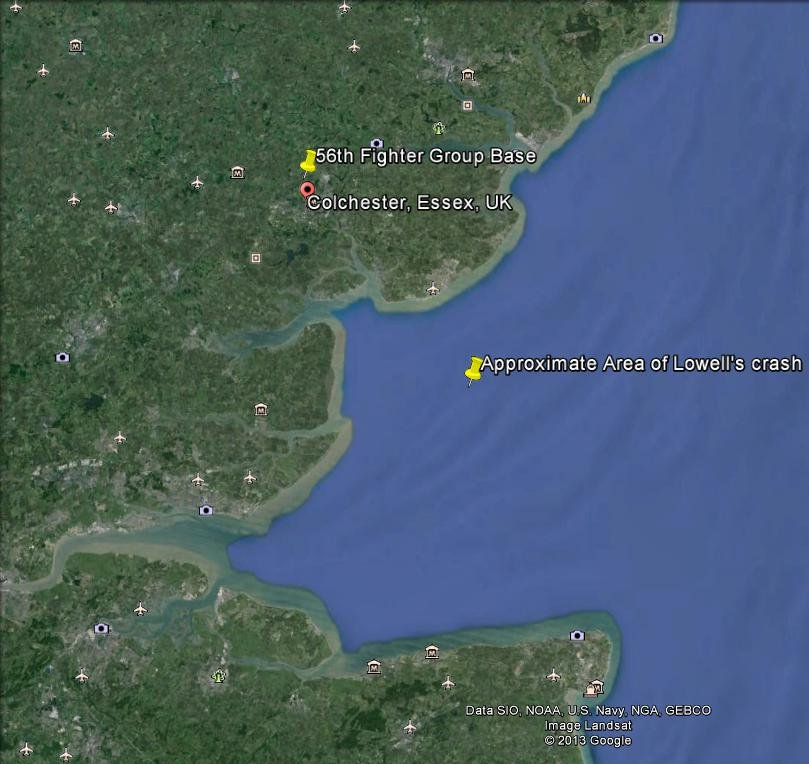 56th Fighter Group Base
Colchester, Essex, UK
Approximate Area of Lowell's crash
Data SIO, NOAA, U.S. Navy, NGA, GEBCO
Image Landsat
© 2013 Google